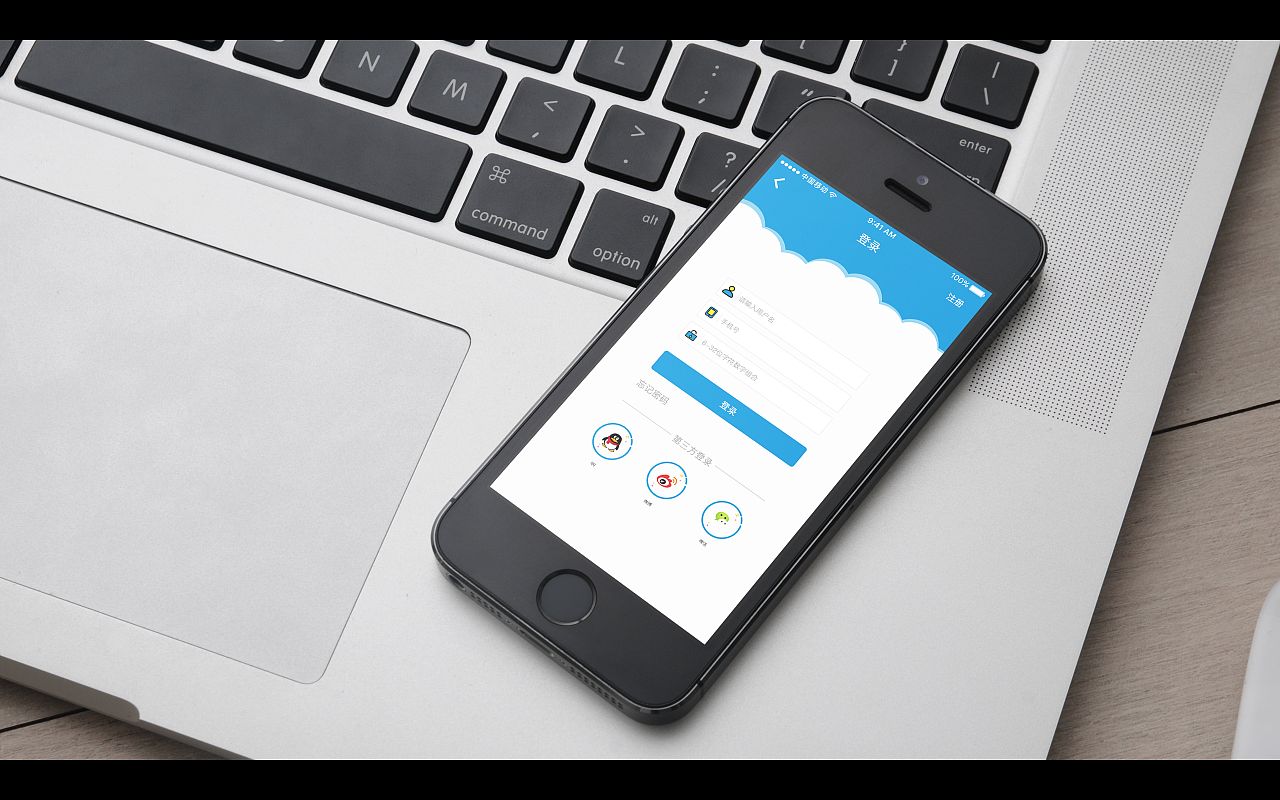 N
M
<
,
>
.
?
/
L
:
;
"
[
}
]
|
\
enter
command
alt
option
中国移动
9:41 AM
100%
登录
注册
请输入用户名
手机号
6-32位字母数字组合
登录
忘记密码
第三方登录
QQ
微博
微信